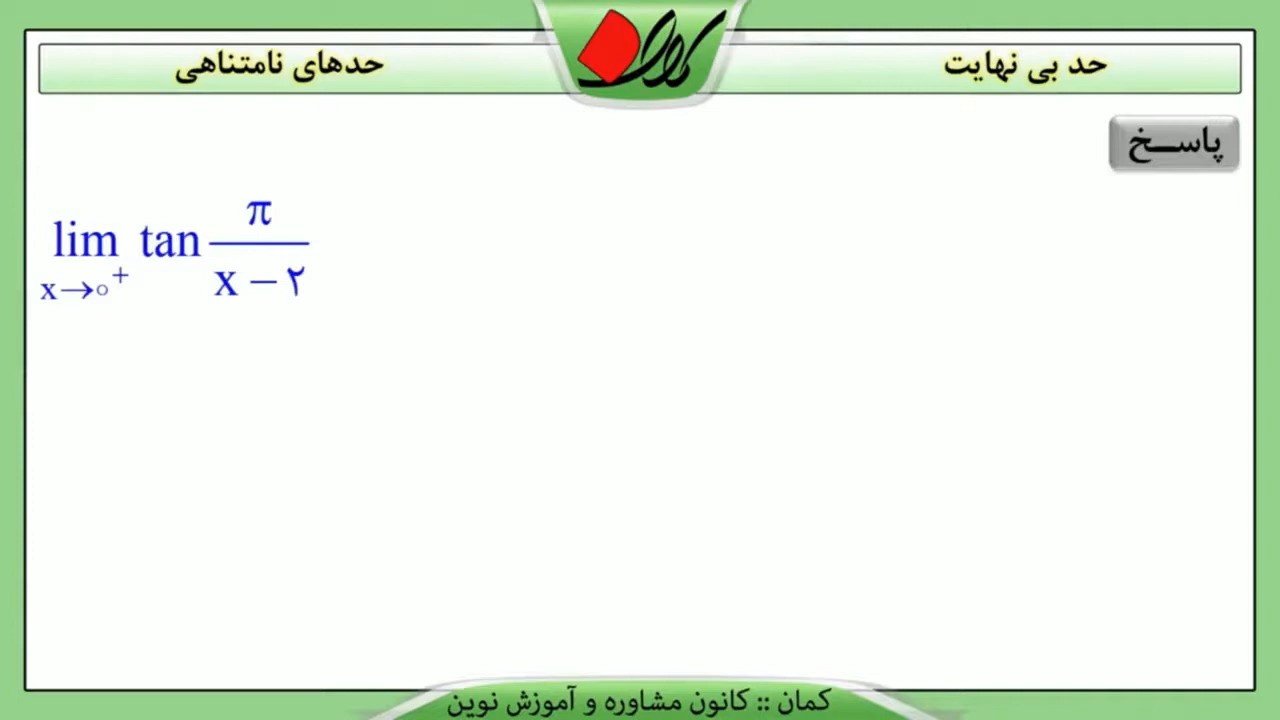 حد بی نهایت
حدهای نامتناهی
پاسـخ
lim tan π / (x − ۲)
x→۰⁺
کمان :: کانون مشاوره و آموزش نوین